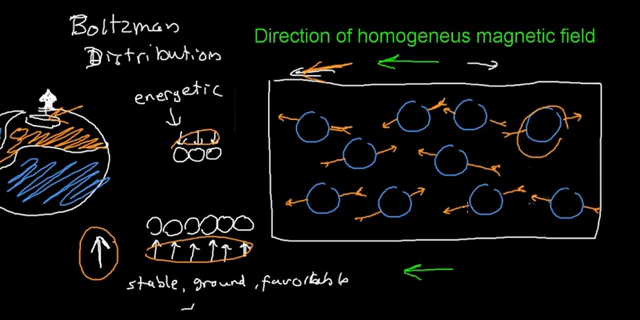 Boltzman
Distribution
Direction of homogeneus magnetic field
energetic
stable, ground, favorable